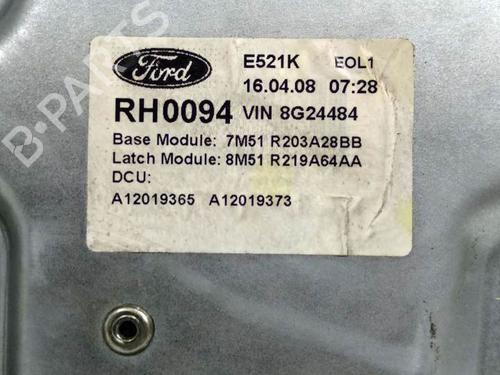 Ford E521K EOL1
16.04.08 07:28
RH0094 VIN 8G24484
Base Module: 7M51 R203A28BB
Latch Module: 8M51 R219A64AA
DCU:
A12019365 A12019373
B-PARTS